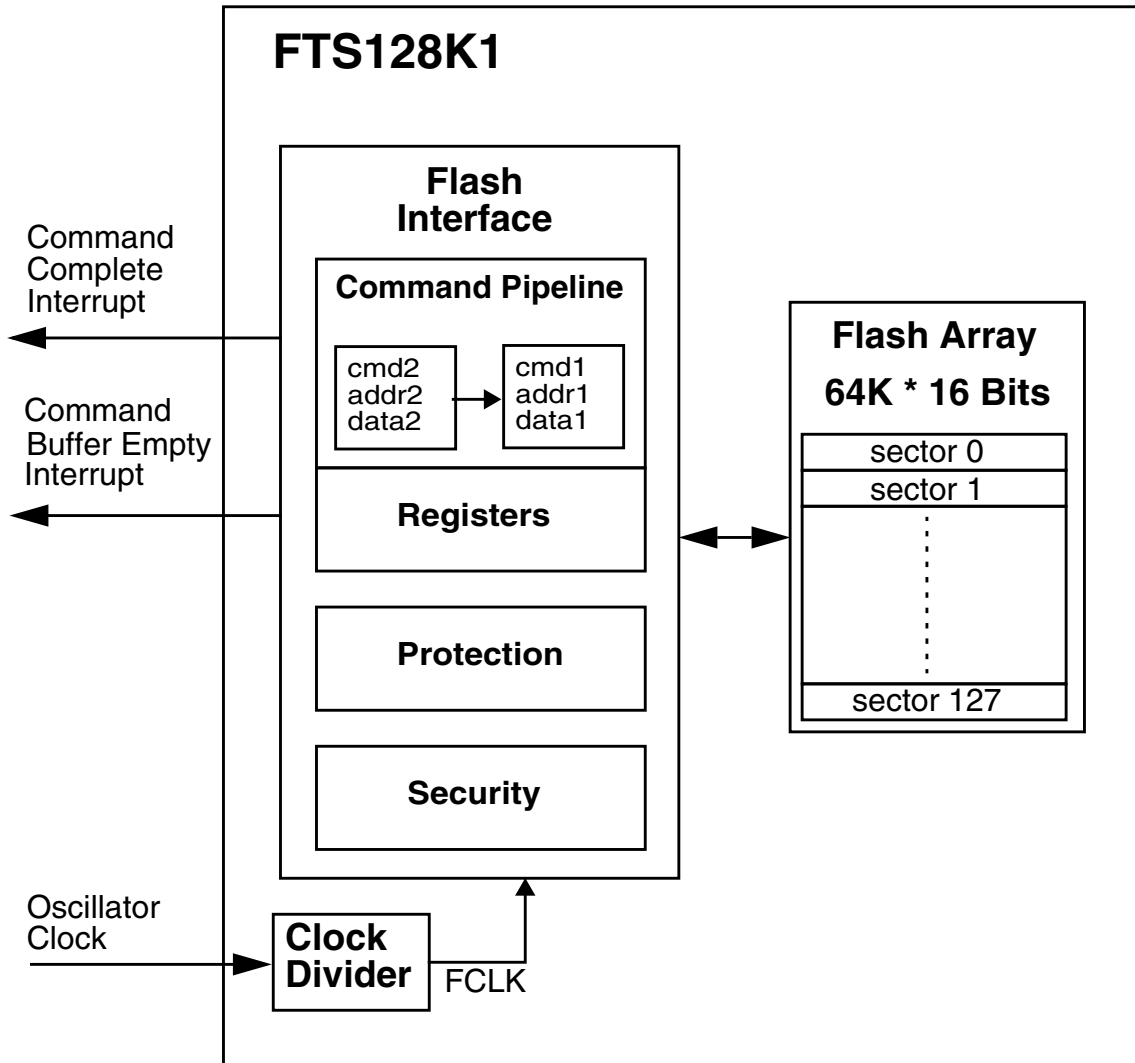 FTS128K1
Flash
Interface
Command
Complete
Interrupt
Command Pipeline
cmd2
addr2
data2
cmd1
addr1
data1
Command
Buffer Empty
Interrupt
Registers
Protection
Security
Flash Array
64K * 16 Bits
sector 0
sector 1
sector 127
Oscillator
Clock
Clock
Divider
FCLK